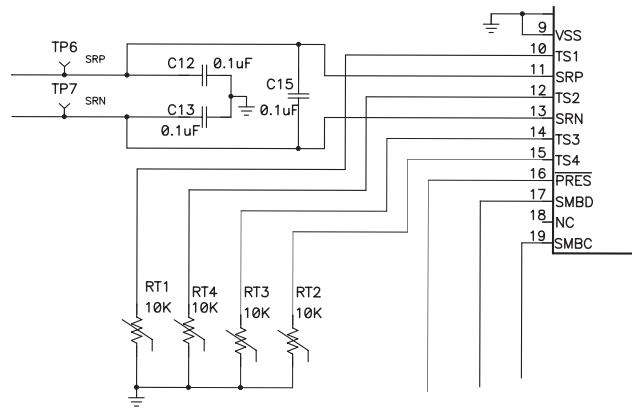 9 VSS
10 TS1
TP6 SRP
C12 0.1uF
11 SRP
TP7 SRN
C15
12 TS2
C13 0.1uF
0.1uF
13 SRN
14 TS3
15 TS4
16 PRES
17 SMBD
18 NC
19 SMBC
RT1 RT4 RT3 RT2
10K 10K 10K 10K